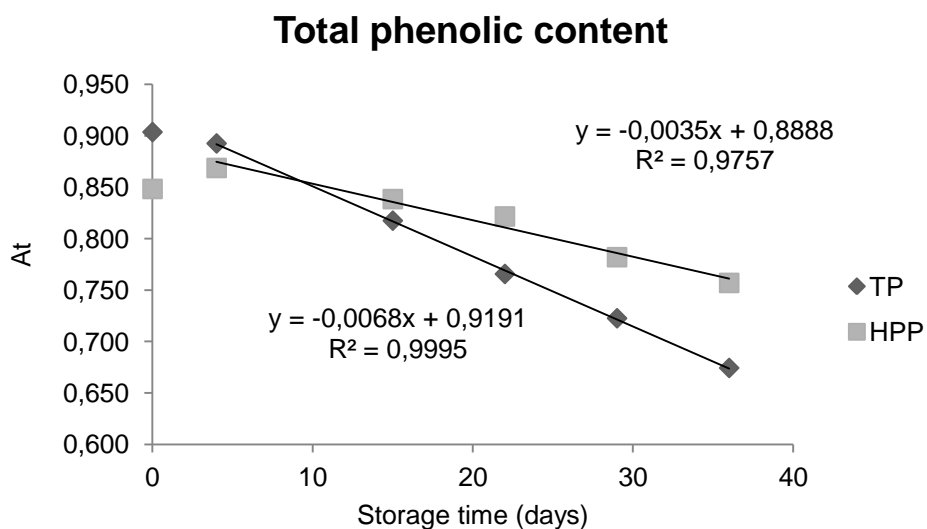 Total phenolic content
0,950
0,900
0,850
0,800
0,750
0,700
0,650
0,600
At
y = -0,0035x + 0,8888
R² = 0,9757
y = -0,0068x + 0,9191
R² = 0,9995
TP
HPP
0 10 20 30 40
Storage time (days)